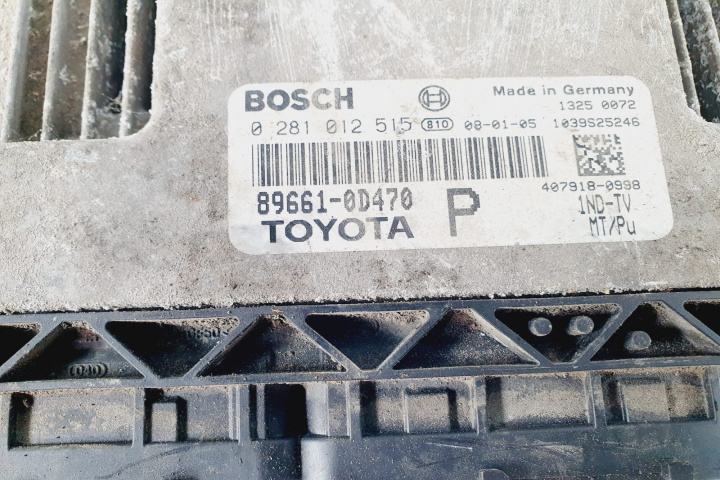 BOSCH
Made in Germany
1325 0072
0 281 012 515 810 08-01-05 1039S25246
407918-0998
89661-0D470 P 1ND-TV
TOYOTA MT/Pu